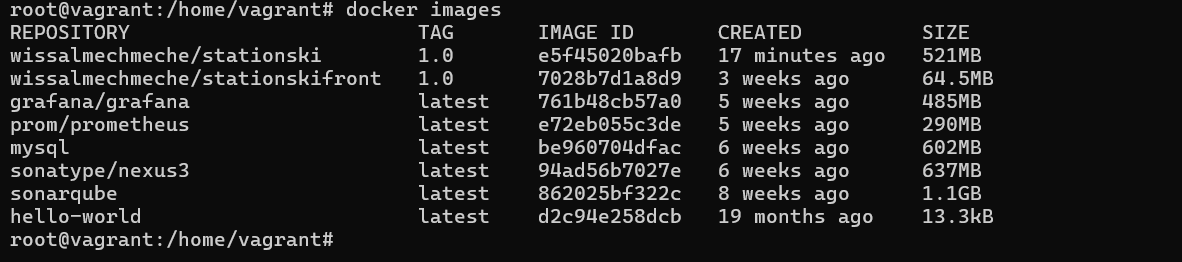 root@vagrant:/home/vagrant# docker images
REPOSITORY TAG IMAGE ID CREATED SIZE
wissalmechmeche/stationski 1.0 e5f45020bafb 17 minutes ago 521MB
wissalmechmeche/stationskifront 1.0 7028b7d1a8d9 3 weeks ago 64.5MB
grafana/grafana latest 761b48cb57a0 5 weeks ago 485MB
prom/prometheus latest e72eb055c3de 5 weeks ago 290MB
mysql latest be960704dfac 6 weeks ago 602MB
sonatype/nexus3 latest 94ad56b7027e 6 weeks ago 637MB
sonarqube latest 862025bf322c 8 weeks ago 1.1GB
hello-world latest d2c94e258dcb 19 months ago 13.3kB
root@vagrant:/home/vagrant#